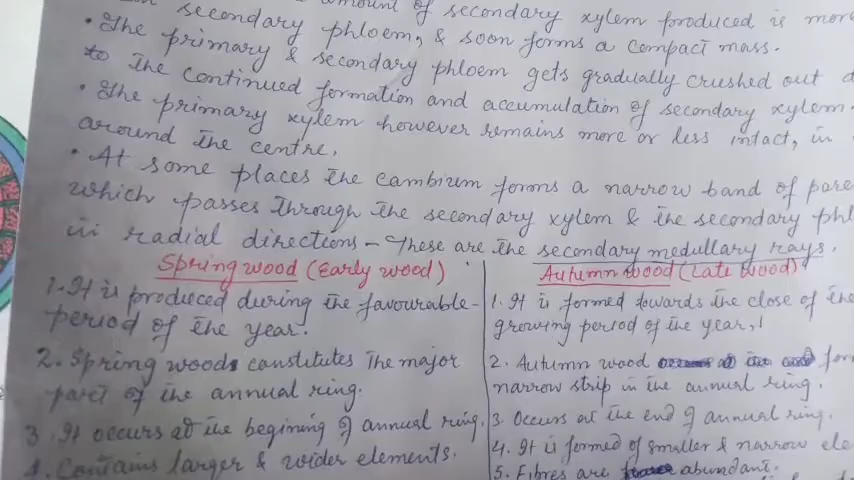 amount of secondary xylem produced is more
secondary phloem, & soon forms a compact mass.
• The primary & secondary phloem gets gradually crushed out
to the continued formation and accumulation of secondary xylem.
• The primary xylem however remains more or less intact, in
around the centre.
• At some places the cambium forms a narrow band of pare
which passes through the secondary xylem & the secondary phl
in radial directions – These are the secondary medullary rays.
Spring wood (Early wood)
1. It is produced during the favourable-
period of the year.
2. Spring woods constitutes the major
part of the annual ring.
3. It occurs at the begining of annual ring.
4. Contains larger & wider elements.
Autumn wood (Late wood)
1. It is formed towards the close of the
growing period of the year,
2. Autumn wood for
narrow strip in the annual ring.
3. Occurs at the end of annual ring.
4. It is formed of smaller & narrow ele
5. Fibres are abundant.